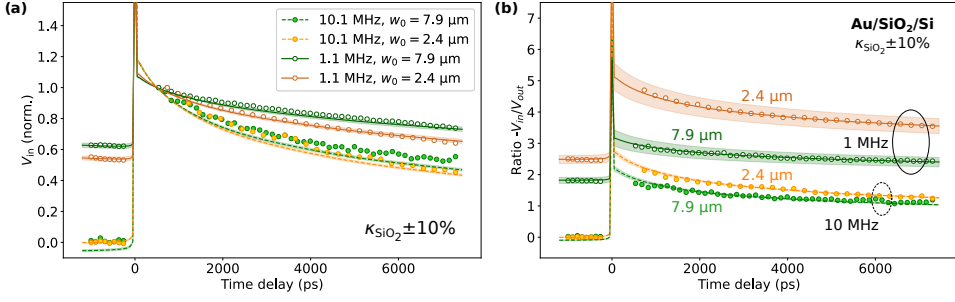 (a)
V_in (norm.)
1.4
1.2
1.0
0.8
0.6
0.4
0.2
0.0
10.1 MHz, w₀ = 7.9 µm
10.1 MHz, w₀ = 2.4 µm
1.1 MHz, w₀ = 7.9 µm
1.1 MHz, w₀ = 2.4 µm
κ_SiO₂±10%
0
2000
4000
6000
Time delay (ps)
(b)
Ratio -V_in/V_out
7
6
5
4
3
2
1
0
Au/SiO₂/Si
κ_SiO₂±10%
2.4 µm
7.9 µm
1 MHz
2.4 µm
7.9 µm
10 MHz
0
2000
4000
6000
Time delay (ps)